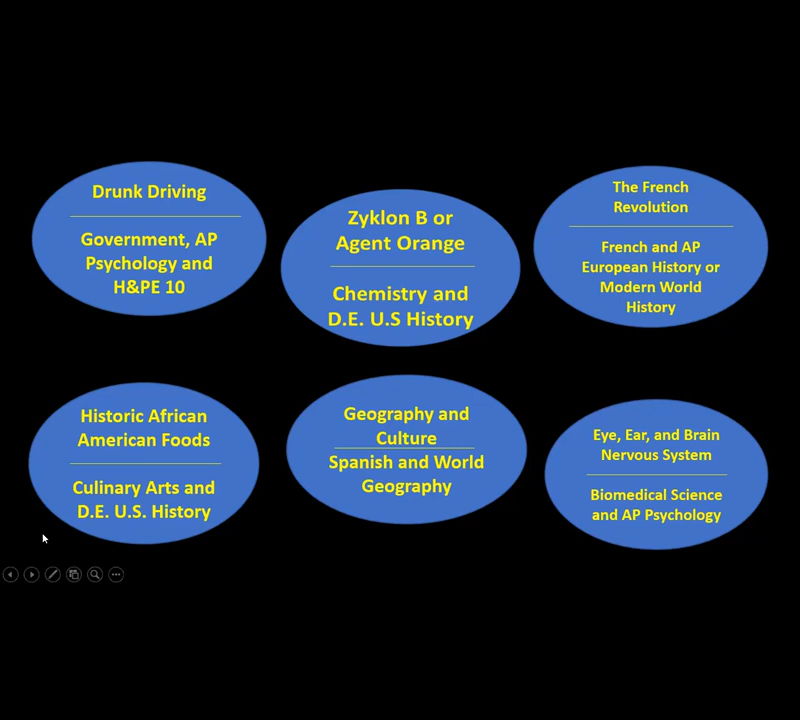 Drunk Driving
Government, AP
Psychology and
H&PE 10
Zyklon B or
Agent Orange
Chemistry and
D.E. U.S History
The French
Revolution
French and AP
European History or
Modern World
History
Historic African
American Foods
Culinary Arts and
D.E. U.S. History
Geography and
Culture
Spanish and World
Geography
Eye, Ear, and Brain
Nervous System
Biomedical Science
and AP Psychology